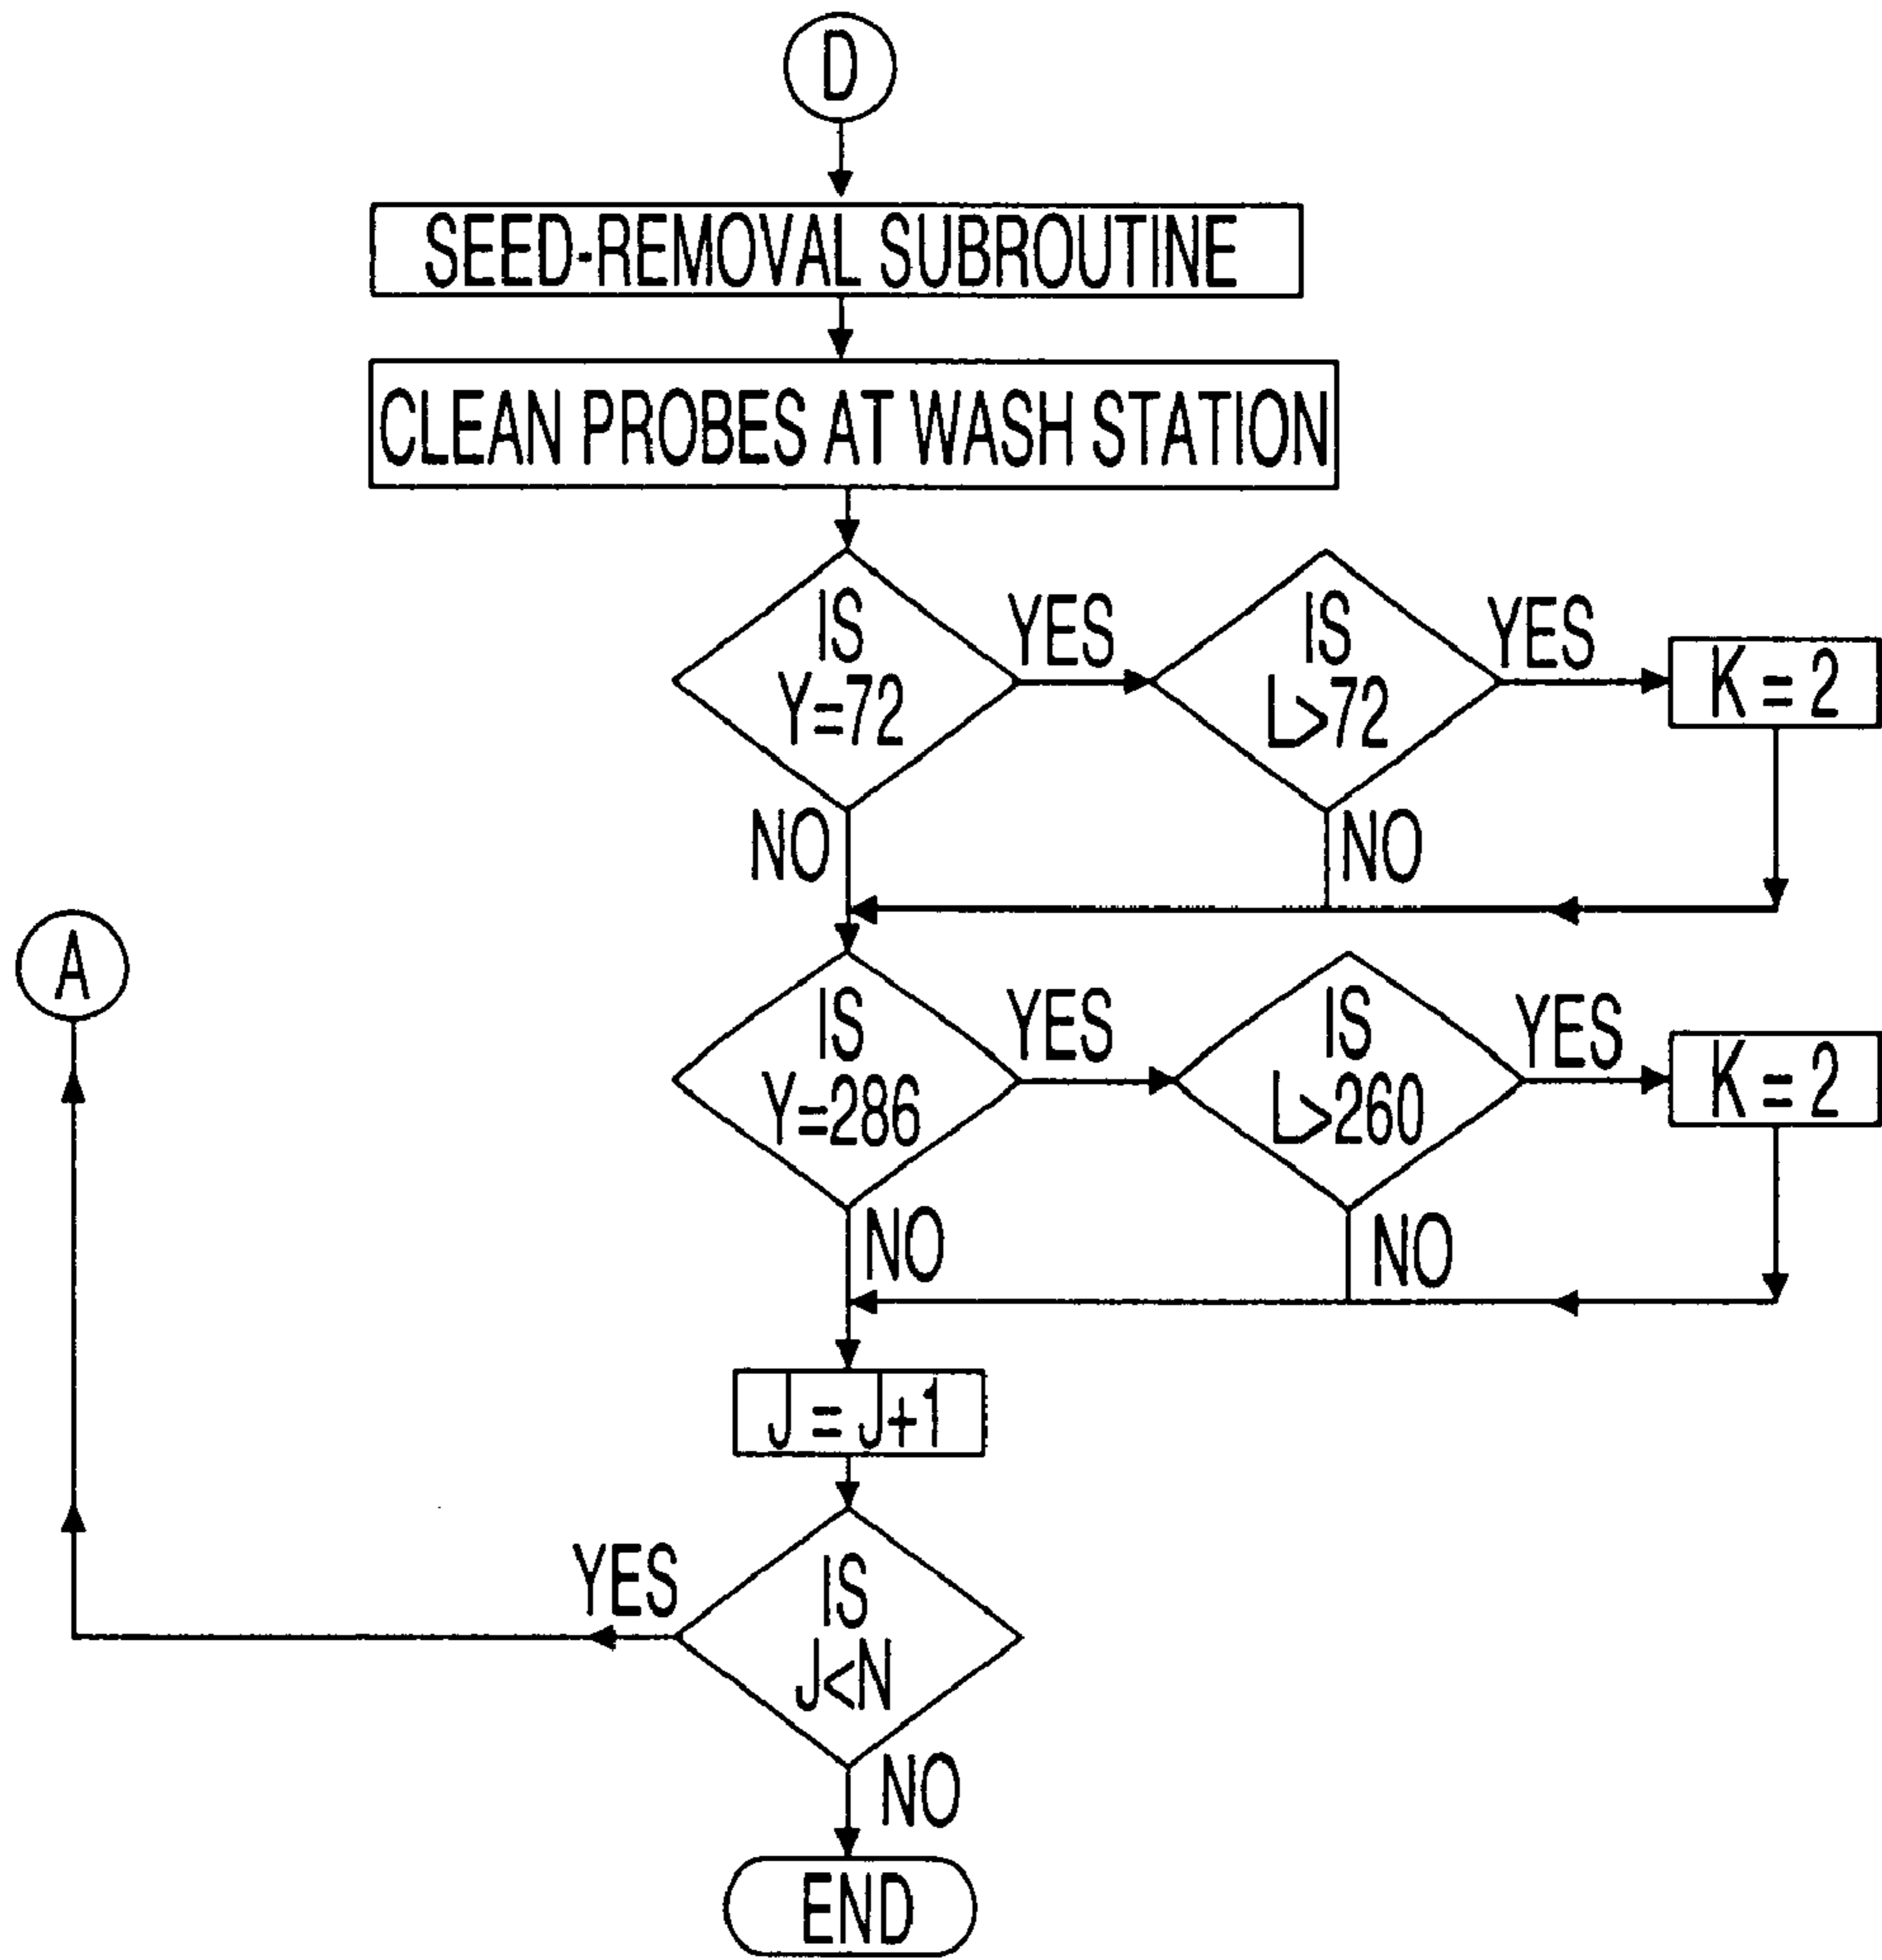 D
SEED-REMOVAL SUBROUTINE
CLEAN PROBES AT WASH STATION
IS
Y=72
YES
IS
L>72
YES
K = 2
NO
NO
A
IS
Y=286
YES
IS
L>260
YES
K = 2
NO
NO
J = J+1
YES
IS
J<N
NO
END